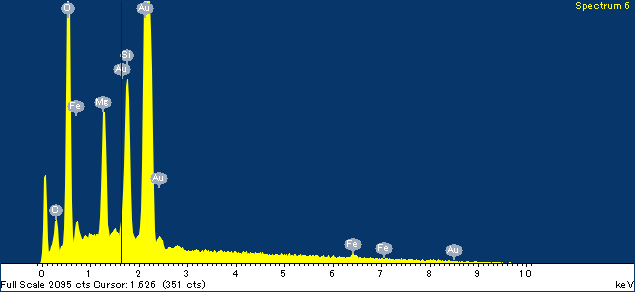 Spectrum 6
O Au
Si
Au
Fe Mg
Au
O
Fe Fe Au
0 1 2 3 4 5 6 7 8 9 10
Full Scale 2095 cts Cursor: 1.626 (351 cts) keV